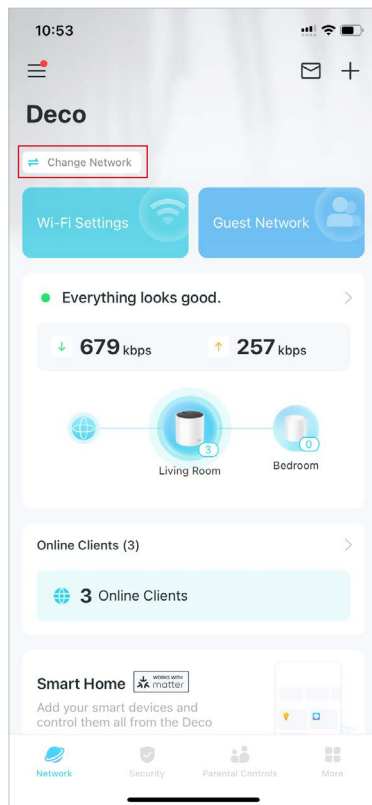 10:53
Deco
Change Network
Wi-Fi Settings
Guest Network
Everything looks good.
679 kbps
257 kbps
3
0
Living Room
Bedroom
Online Clients (3)
3 Online Clients
Smart Home
WORKS WITH
matter
Add your smart devices and
control them all from the Deco
Network
Security
Parental Controls
More